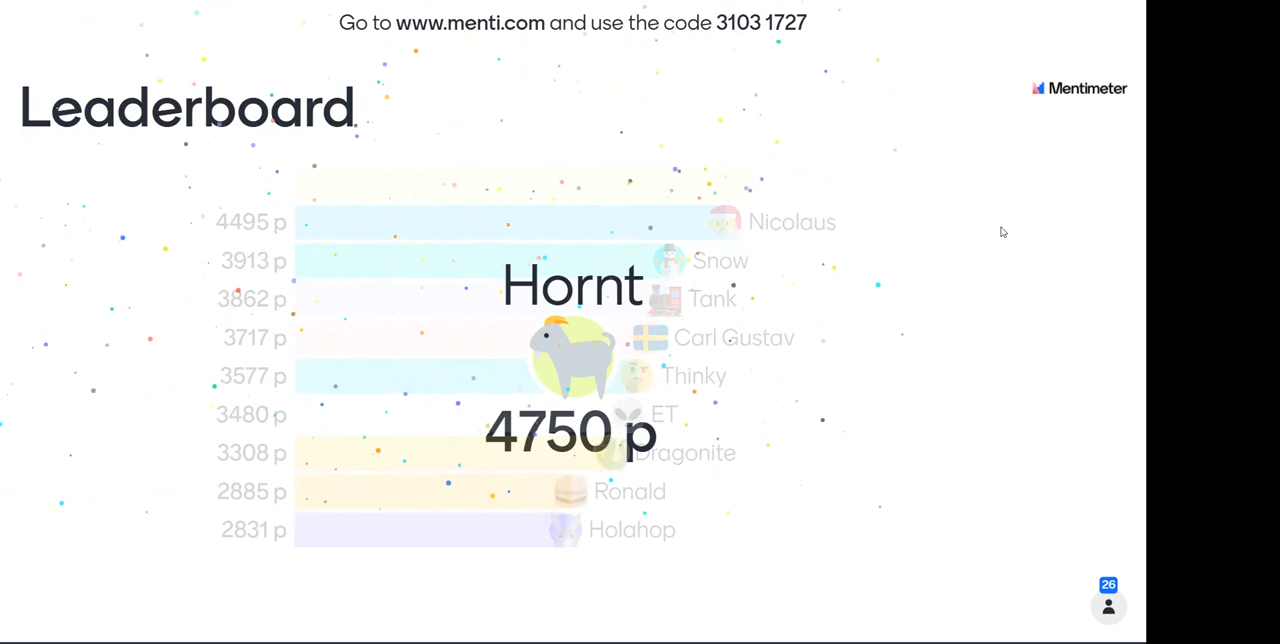 Go to www.menti.com and use the code 3103 1727
Leaderboard
Mentimeter
4495 p Nicolaus
3913 p Snow
Hornt
3862 p Tank
3717 p Carl Gustav
3577 p Thinky
3480 p ET
4750 p
3308 p Dragonite
2885 p Ronald
2831 p Holahop
26